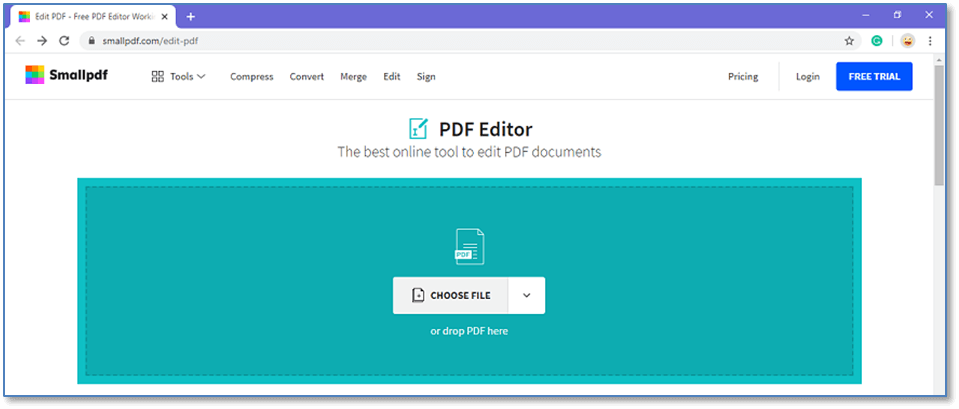 Edit PDF - Free PDF Editor Worki
smallpdf.com/edit-pdf
Smallpdf Tools Compress Convert Merge Edit Sign Pricing Login FREE TRIAL
PDF Editor
The best online tool to edit PDF documents
PDF
CHOOSE FILE
or drop PDF here